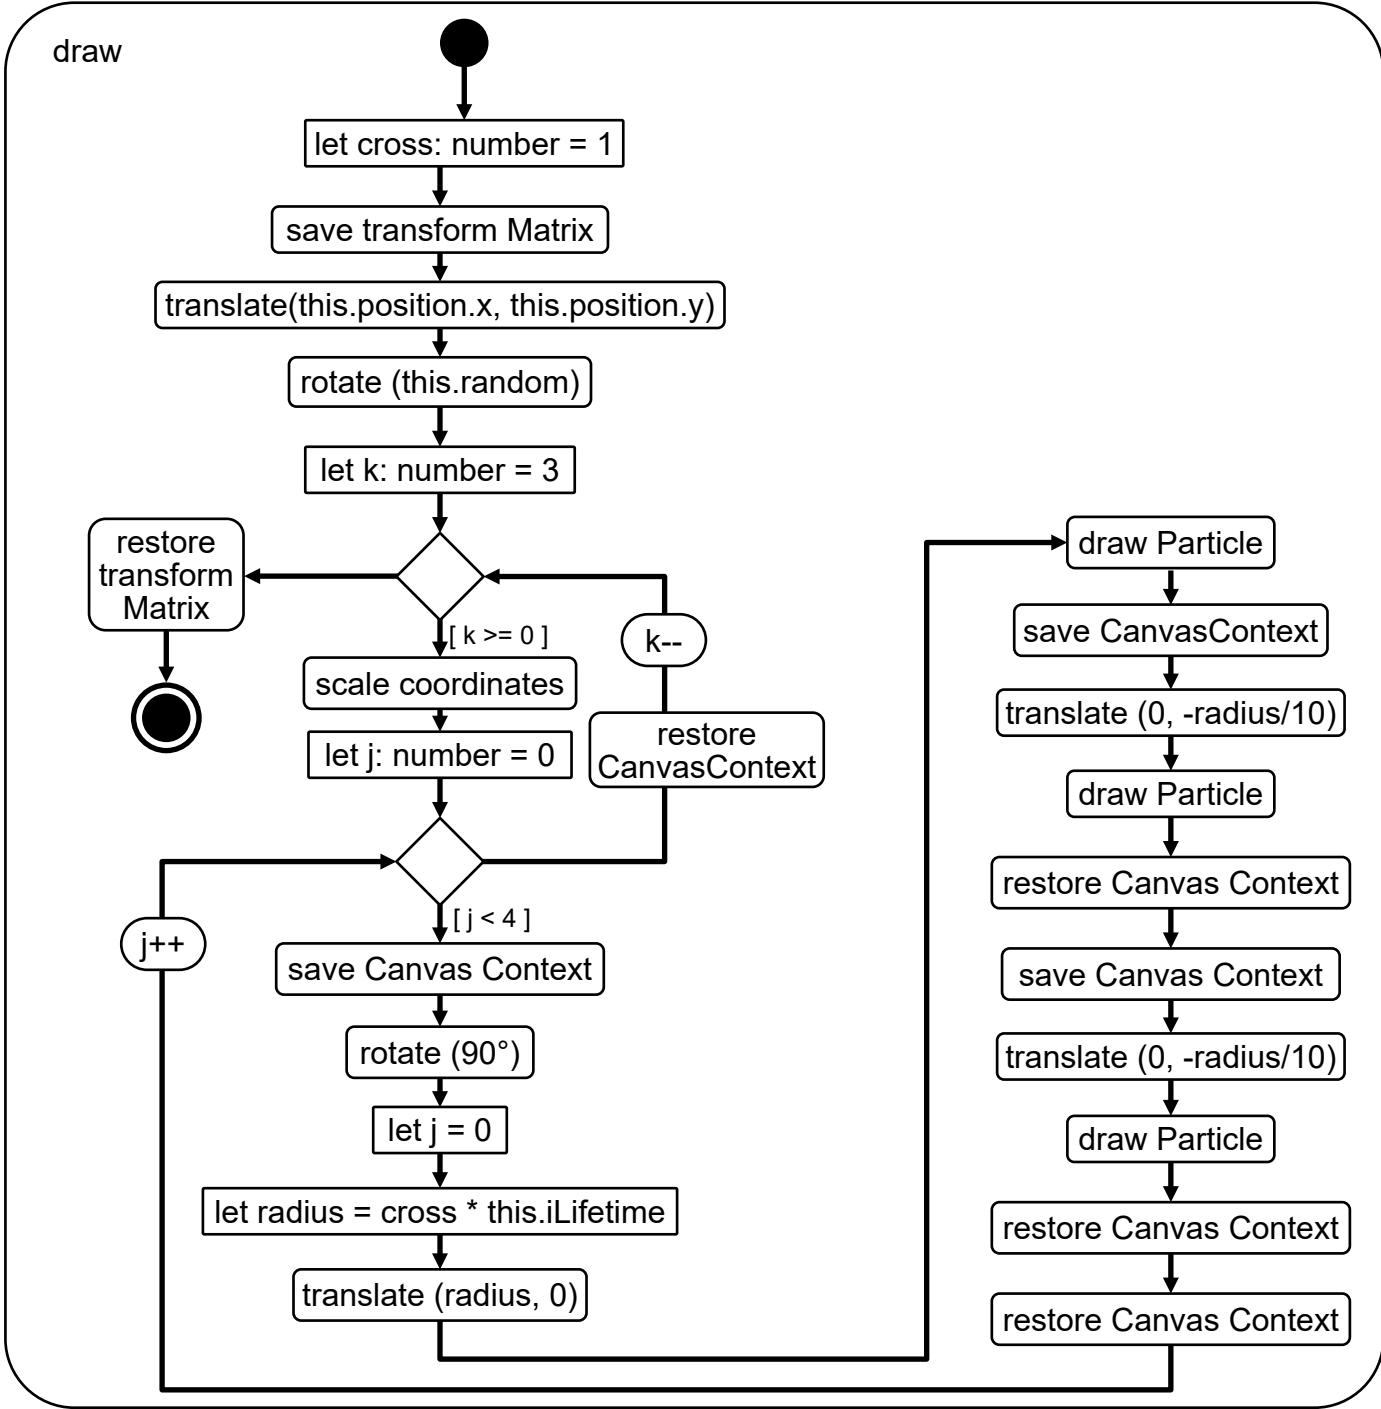 draw
let cross: number = 1
save transform Matrix
translate(this.position.x, this.position.y)
rotate (this.random)
let k: number = 3
restore
transform
Matrix
[ k >= 0 ]
k--
scale coordinates
let j: number = 0
restore
CanvasContext
[ j < 4 ]
j++
save Canvas Context
rotate (90°)
let j = 0
let radius = cross * this.iLifetime
translate (radius, 0)
draw Particle
save CanvasContext
translate (0, -radius/10)
draw Particle
restore Canvas Context
save Canvas Context
translate (0, -radius/10)
draw Particle
restore Canvas Context
restore Canvas Context